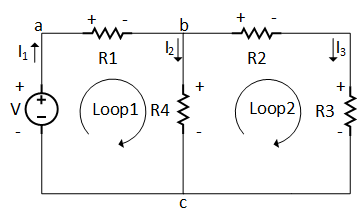 + - b + -
a
I1 I2 I3
R1 R2
+ + +
V Loop1 R4 Loop2 R3
- - -
c